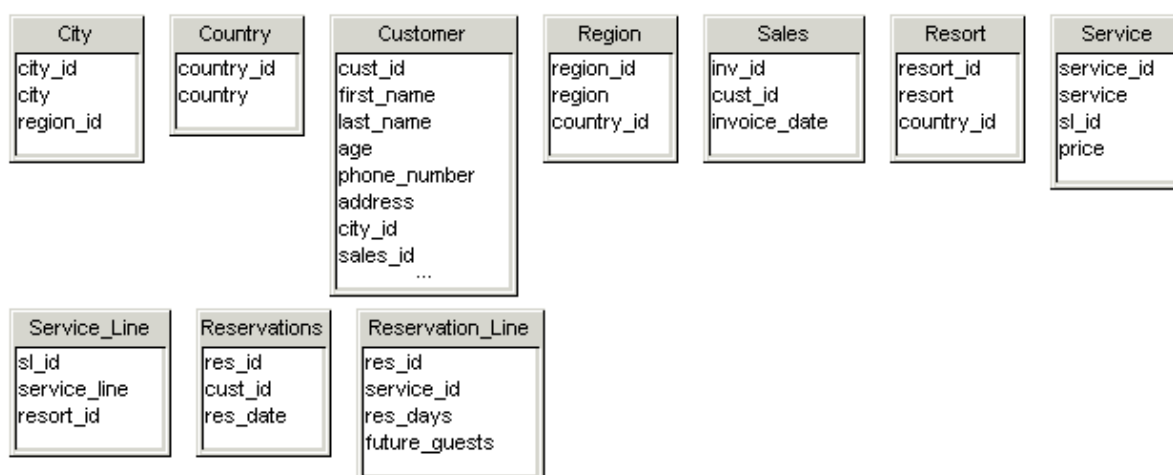 City
city_id
city
region_id
Country
country_id
country
Customer
cust_id
first_name
last_name
age
phone_number
address
city_id
sales_id
...
Region
region_id
region
country_id
Sales
inv_id
cust_id
invoice_date
Resort
resort_id
resort
country_id
Service
service_id
service
sl_id
price
Service_Line
sl_id
service_line
resort_id
Reservations
res_id
cust_id
res_date
Reservation_Line
res_id
service_id
res_days
future_guests